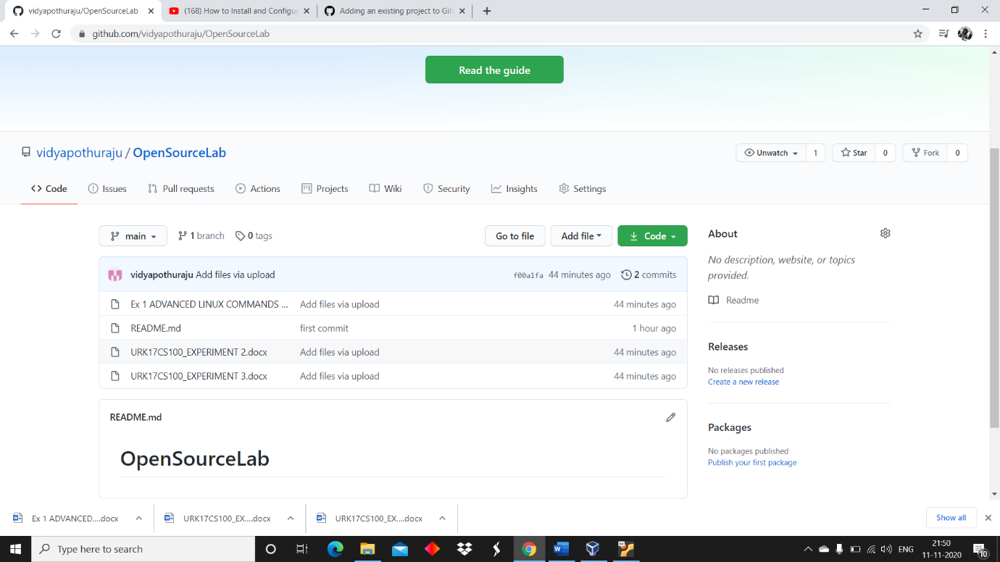 vidyapothuraju/OpenSourceLab
(168) How to Install and Configur
Adding an existing project to Git
github.com/vidyapothuraju/OpenSourceLab
Read the guide
vidyapothuraju / OpenSourceLab
Unwatch 1
Star 0
Fork 0
Code
Issues
Pull requests
Actions
Projects
Wiki
Security
Insights
Settings
main
1 branch
0 tags
Go to file
Add file
Code
vidyapothuraju Add files via upload f00a1fa 44 minutes ago 2 commits
Ex 1 ADVANCED LINUX COMMANDS ... Add files via upload 44 minutes ago
README.md first commit 1 hour ago
URK17CS100_EXPERIMENT 2.docx Add files via upload 44 minutes ago
URK17CS100_EXPERIMENT 3.docx Add files via upload 44 minutes ago
README.md
OpenSourceLab
About
No description, website, or topics
provided.
Readme
Releases
No releases published
Create a new release
Packages
No packages published
Publish your first package
Ex 1 ADVANCED....docx
URK17CS100_EX....docx
URK17CS100_EX....docx
Show all
Type here to search
ENG
21:50
11-11-2020
10